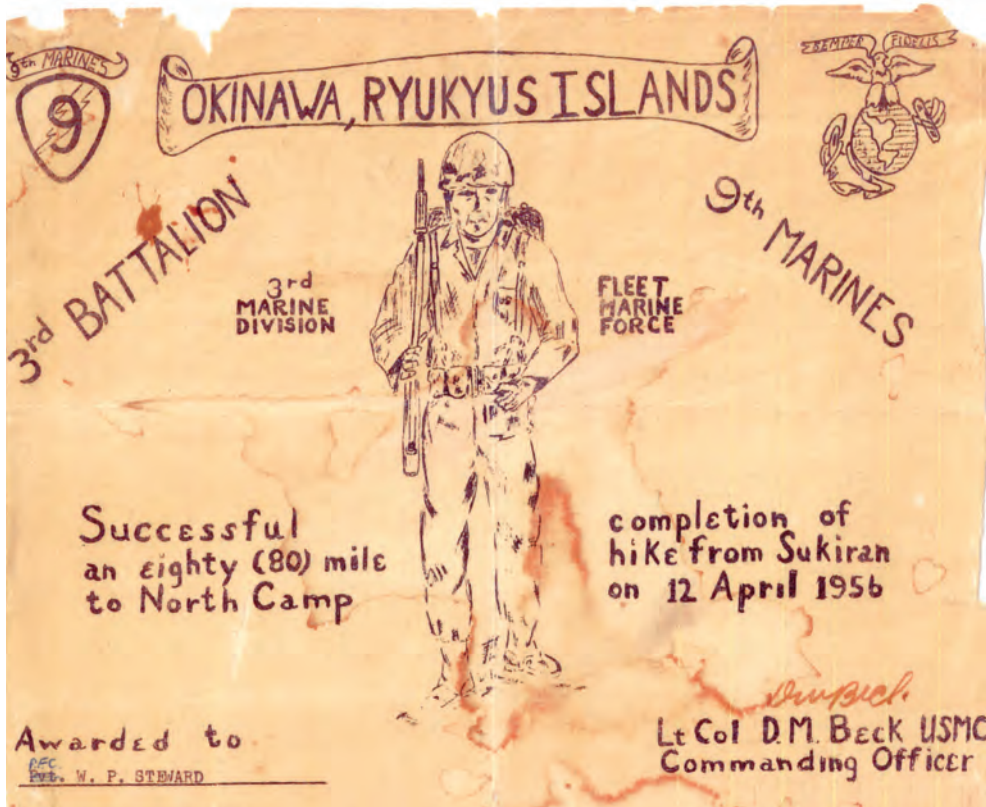 9th MARINES
9
OKINAWA, RYUKYUS ISLANDS
SEMPER FIDELIS
3rd BATTALION
9th MARINES
3rd
MARINE
DIVISION
FLEET
MARINE
FORCE
Successful completion of
an eighty (80) mile hike from Sukiran
to North Camp on 12 April 1956
DM Beck
Lt Col D.M. Beck USMC
Commanding Officer
Awarded to
PFC.
Pvt. W. P. STEWARD